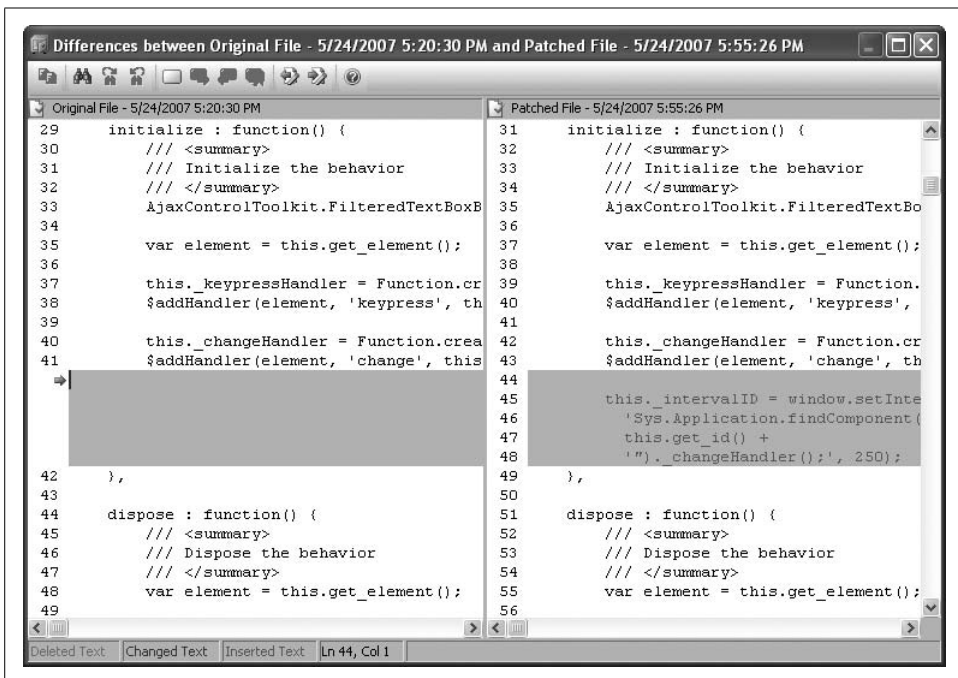 Differences between Original File - 5/24/2007 5:20:30 PM and Patched File - 5/24/2007 5:55:26 PM
Original File - 5/24/2007 5:20:30 PM
29 initialize : function() {
30 /// <summary>
31 /// Initialize the behavior
32 /// </summary>
33 AjaxControlToolkit.FilteredTextBoxB
34
35 var element = this.get_element();
36
37 this._keypressHandler = Function.cr
38 $addHandler(element, 'keypress', th
39
40 this._changeHandler = Function.crea
41 $addHandler(element, 'change', this
42 },
43
44 dispose : function() {
45 /// <summary>
46 /// Dispose the behavior
47 /// </summary>
48 var element = this.get_element();
49
Patched File - 5/24/2007 5:55:26 PM
31 initialize : function() {
32 /// <summary>
33 /// Initialize the behavior
34 /// </summary>
35 AjaxControlToolkit.FilteredTextBo
36
37 var element = this.get_element();
38
39 this._keypressHandler = Function.
40 $addHandler(element, 'keypress',
41
42 this._changeHandler = Function.cr
43 $addHandler(element, 'change', th
44
45 this._intervalID = window.setInte
46 'Sys.Application.findComponent(
47 this.get_id() +
48 '")._changeHandler();', 250);
49 },
50
51 dispose : function() {
52 /// <summary>
53 /// Dispose the behavior
54 /// </summary>
55 var element = this.get_element();
56
Deleted Text Changed Text Inserted Text Ln 44, Col 1